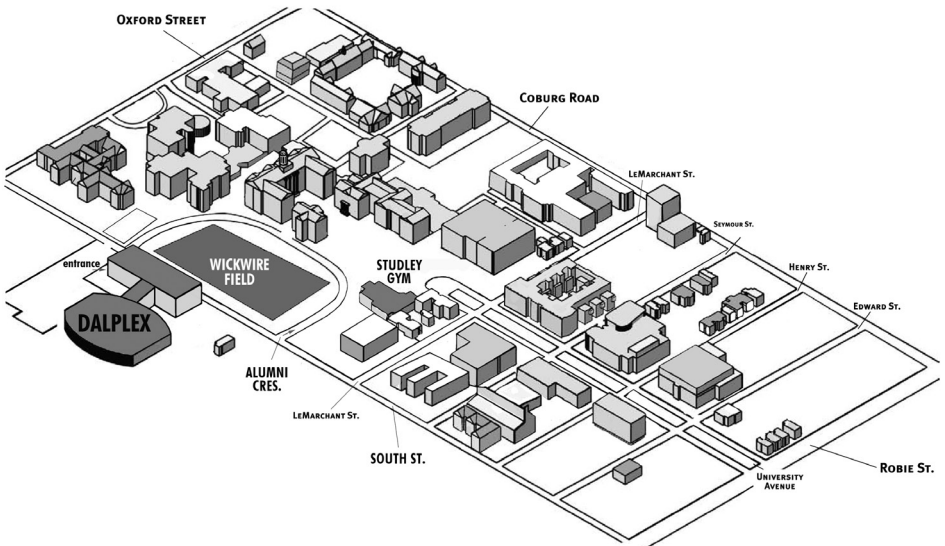 OXFORD STREET
COBURG ROAD
LEMARCHANT ST.
SEYMOUR ST.
entrance
WICKWIRE
FIELD
STUDLEY
GYM
HENRY ST.
EDWARD ST.
DALPLEX
ALUMNI
CRES.
LEMARCHANT ST.
SOUTH ST.
ROBIE ST.
UNIVERSITY
AVENUE